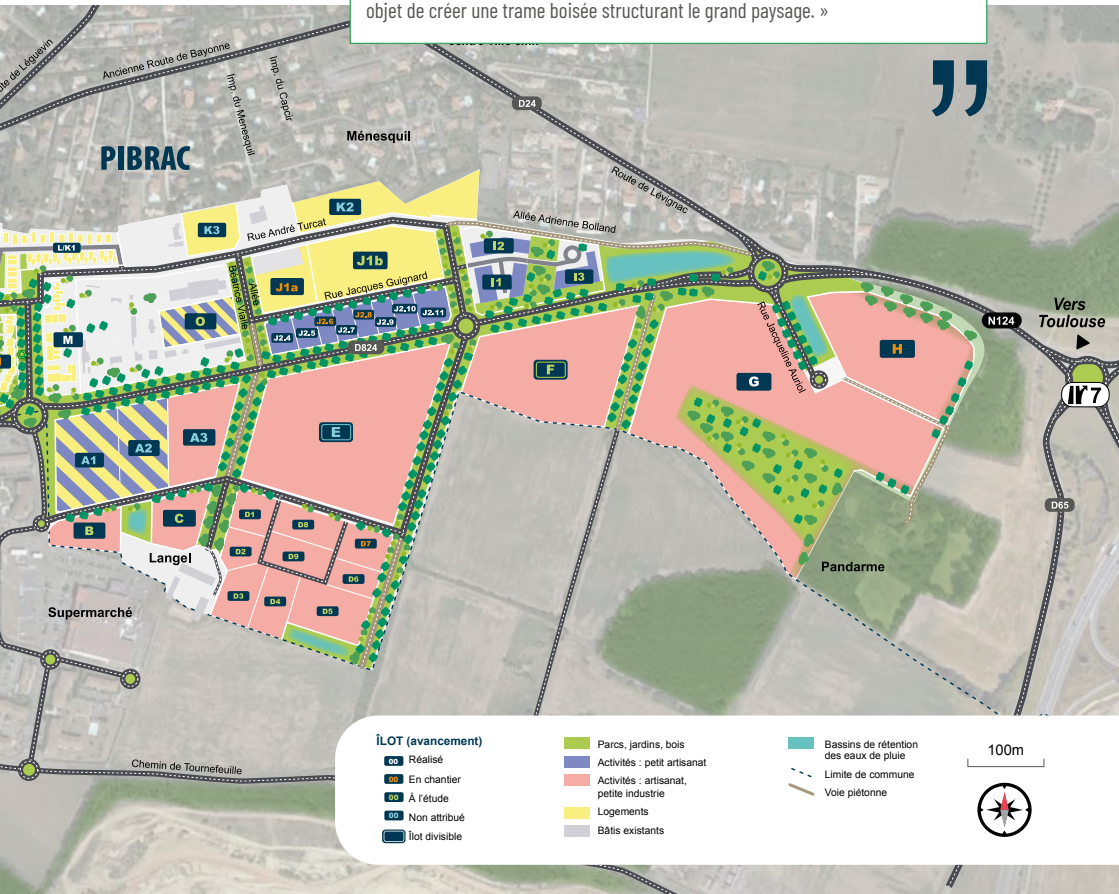 objet de créer une trame boisée structurant le grand paysage. »
”
Ancienne Route de Bayonne
Imp. du Menesquil
Imp. du Capcir
D24
Ménesquil
PIBRAC
Route de Lévignac
K2
K3
Rue André Turcat
Allée Adrienne Bolland
L/K1
I2
J1b
I1
I3
J1a
Rue Jacques Guignard
Allée
Béatrice Vialle
O
M
J2.4
J2.5
J2.6
J2.7
J2.8
J2.9
J2.10
J2.11
D824
Vers
Toulouse
N124
7
Rue Jacqueline Auriol
H
F
G
E
A1
A2
A3
B
C
D1
D8
D7
D2
D9
D6
D3
D4
D5
D65
Langel
Pandarme
Supermarché
Chemin de Tournefeuille
ÎLOT (avancement)
00 Réalisé
00 En chantier
00 À l'étude
00 Non attribué
Îlot divisible
Parcs, jardins, bois
Activités : petit artisanat
Activités : artisanat,
petite industrie
Logements
Bâtis existants
Bassins de rétention
des eaux de pluie
Limite de commune
Voie piétonne
100m